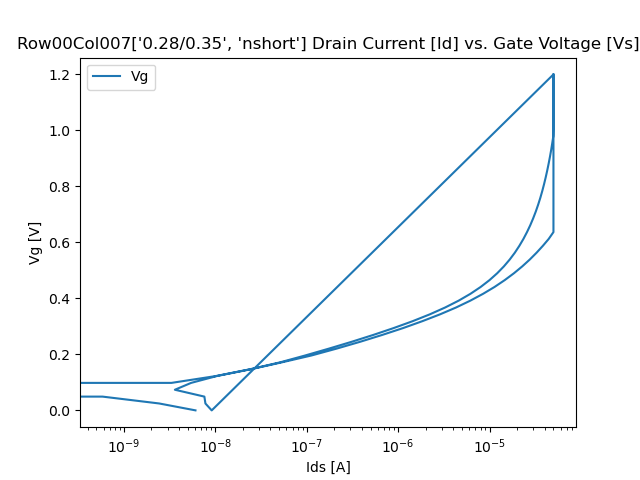 Row00Col007['0.28/0.35', 'nshort'] Drain Current [Id] vs. Gate Voltage [Vs]
Vg
1.2
1.0
0.8
0.6
0.4
0.2
0.0
Vg [V]
10⁻⁹ 10⁻⁸ 10⁻⁷ 10⁻⁶ 10⁻⁵
Ids [A]